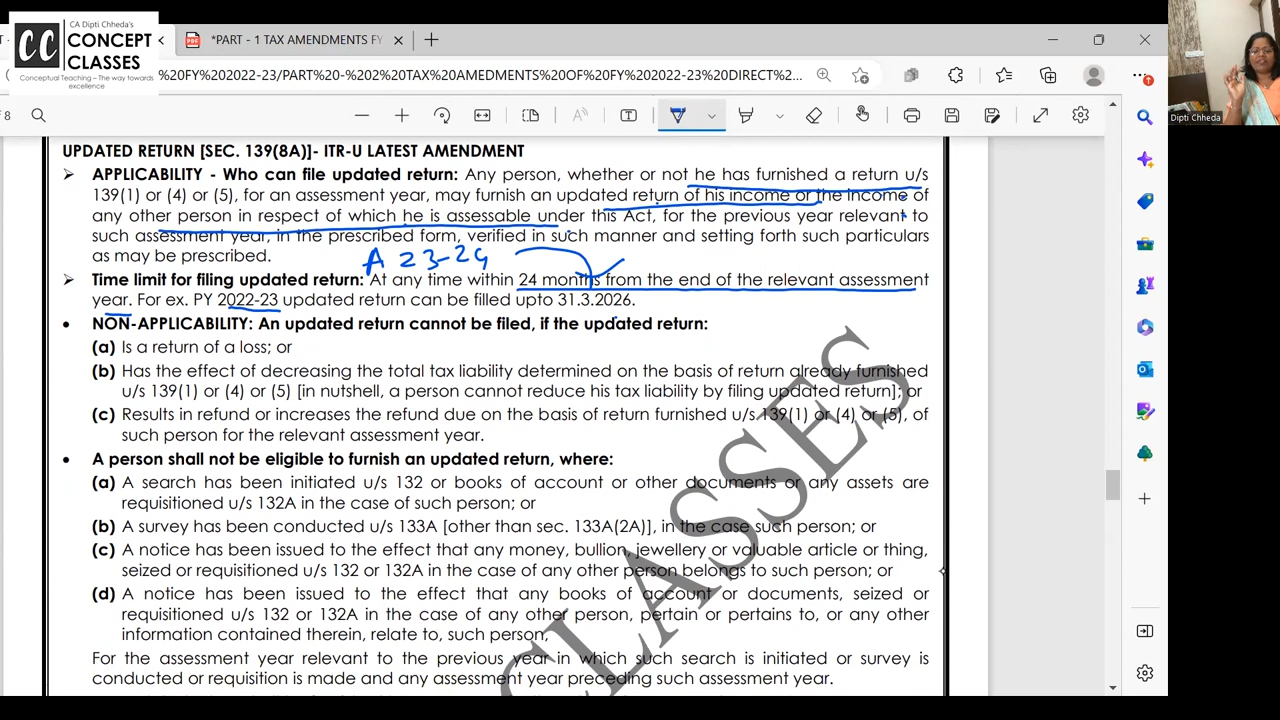 CA Dipti Chheda's
CONCEPT
CLASSES
Conceptual Teaching – The way towards
excellence
CC
*PART - 1 TAX AMENDMENTS FY
%20FY%202022-23/PART%20-%202%20TAX%20AMEDMENTS%20OF%20FY%2022-23%20DIRECT%2...
8
Dipti Chheda
UPDATED RETURN [SEC. 139(8A)]- ITR-U LATEST AMENDMENT
➤ APPLICABILITY - Who can file updated return: Any person, whether or not he has furnished a return u/s
139(1) or (4) or (5), for an assessment year, may furnish an updated return of his income or the income of
any other person in respect of which he is assessable under this Act, for the previous year relevant to
such assessment year, in the prescribed form, verified in such manner and setting forth such particulars
as may be prescribed.
A 23-24
➤ Time limit for filing updated return: At any time within 24 months from the end of the relevant assessment
year. For ex. PY 2022-23 updated return can be filled upto 31.3.2026.
• NON-APPLICABILITY: An updated return cannot be filed, if the updated return:
(a) Is a return of a loss; or
(b) Has the effect of decreasing the total tax liability determined on the basis of return already furnished
u/s 139(1) or (4) or (5) [in nutshell, a person cannot reduce his tax liability by filing updated return]; or
(c) Results in refund or increases the refund due on the basis of return furnished u/s 139(1) or (4) or (5), of
such person for the relevant assessment year.
• A person shall not be eligible to furnish an updated return, where:
(a) A search has been initiated u/s 132 or books of account or other documents or any assets are
requisitioned u/s 132A in the case of such person; or
(b) A survey has been conducted u/s 133A [other than sec. 133A(2A)], in the case such person; or
(c) A notice has been issued to the effect that any money, bullion, jewellery or valuable article or thing,
seized or requisitioned u/s 132 or 132A in the case of any other person belongs to such person; or
(d) A notice has been issued to the effect that any books of account or documents, seized or
requisitioned u/s 132 or 132A in the case of any other person, pertain or pertains to, or any other
information contained therein, relate to, such person,
For the assessment year relevant to the previous year in which such search is initiated or survey is
conducted or requisition is made and any assessment year preceding such assessment year.
CLASSES